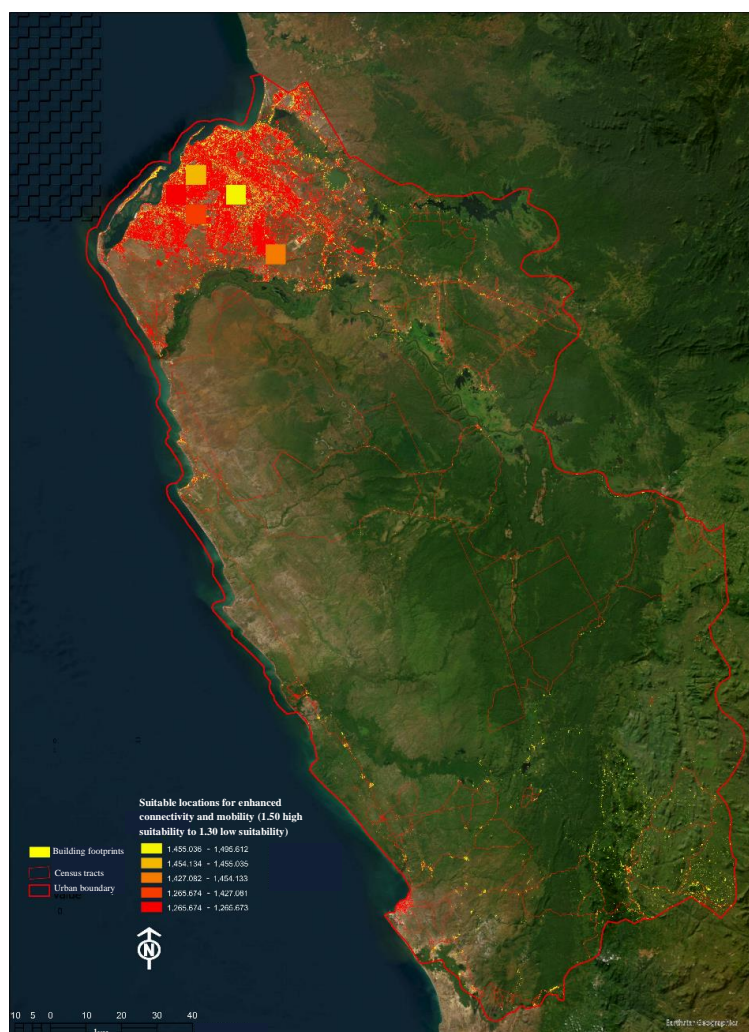 Suitable locations for enhanced
connectivity and mobility (1.50 high
suitability to 1.30 low suitability)
Building footprints
Census tracts
Urban boundary
0
1,455.036 - 1,495.612
1,454.134 - 1,455.035
1,427.082 - 1,454.133
1,265.674 - 1,427.081
1,265.674 - 1,265.673
N
10 5 0 10 20 30 40
km
Earthstar Geographics